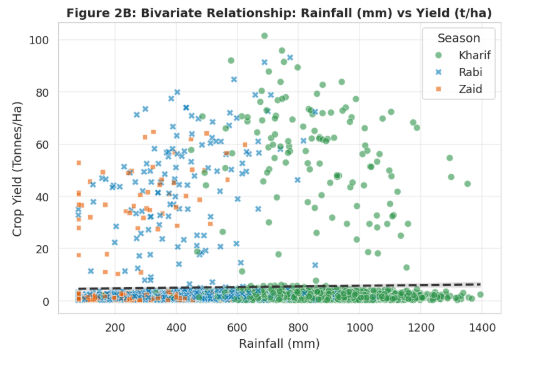 Figure 2B: Bivariate Relationship: Rainfall (mm) vs Yield (t/ha)
Season
Kharif
Rabi
Zaid
Crop Yield (Tonnes/Ha)
100
80
60
40
20
0
200 400 600 800 1000 1200 1400
Rainfall (mm)